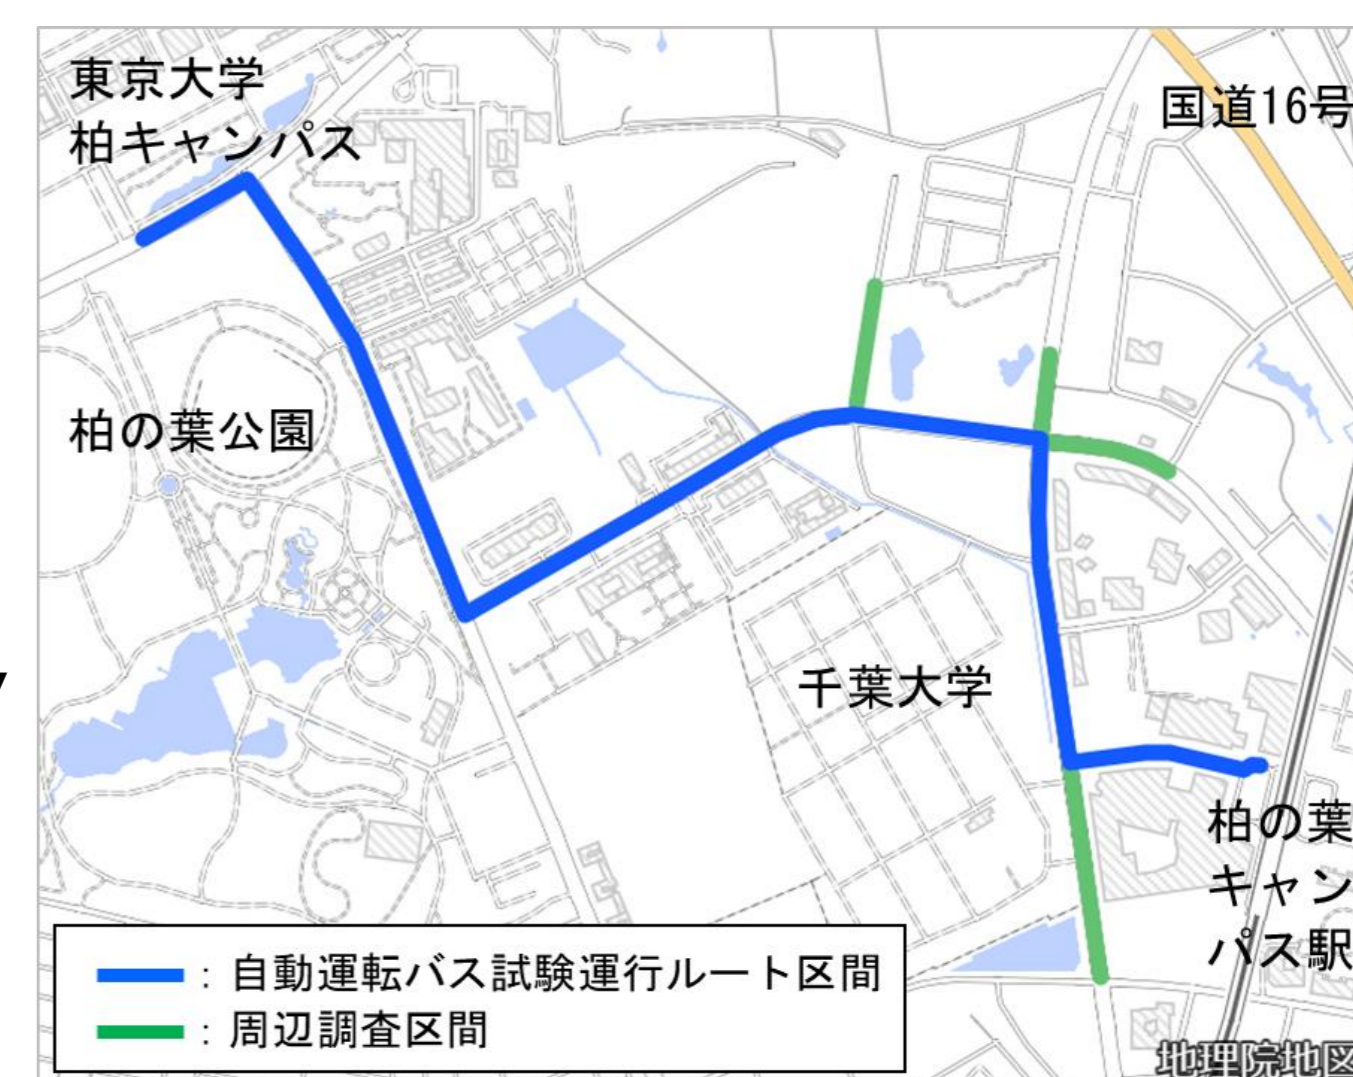 東京大学
柏キャンパス
国道16号
柏の葉公園
千葉大学
柏の葉
キャン
パス駅
: 自動運転バス試験運行ルート区間
: 周辺調査区間
地理院地図